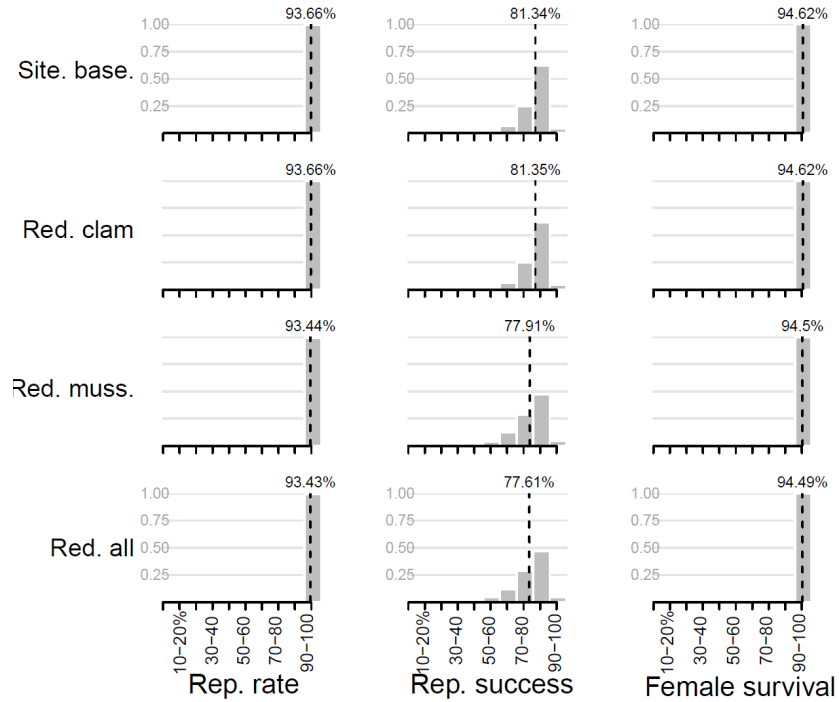 93.66% 81.34% 94.62%
1.00 1.00 1.00
0.75 0.75 0.75
Site. base. 0.50 0.50 0.50
0.25 0.25 0.25
93.66% 81.35% 94.62%
Red. clam
93.44% 77.91% 94.5%
Red. muss.
93.43% 77.61% 94.49%
1.00 1.00 1.00
0.75 0.75 0.75
Red. all 0.50 0.50 0.50
0.25 0.25 0.25
10−20% 30−40 50−60 70−80 90−100 10−20% 30−40 50−60 70−80 90−100 10−20% 30−40 50−60 70−80 90−100
Rep. rate Rep. success Female survival